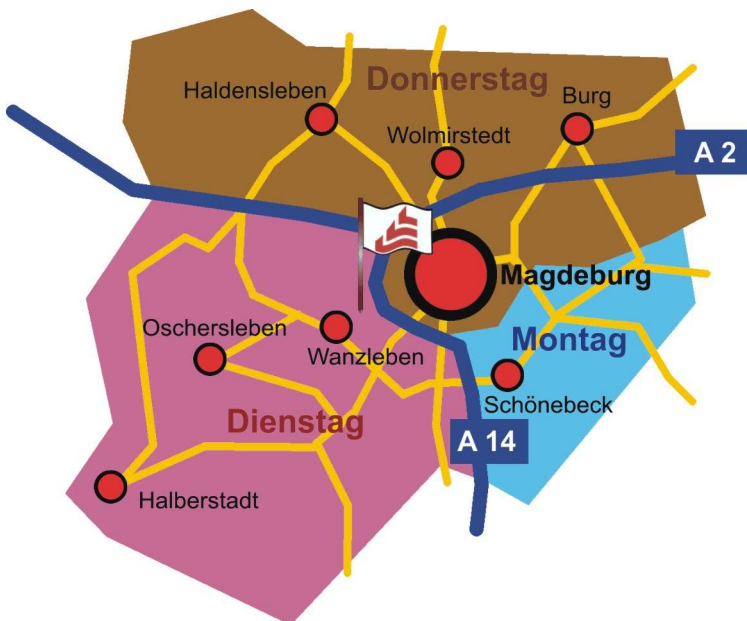 Donnerstag
Haldensleben
Burg
Wolmirstedt
A 2
Magdeburg
Oschersleben
Wanzleben
Montag
Schönebeck
Dienstag
A 14
Halberstadt